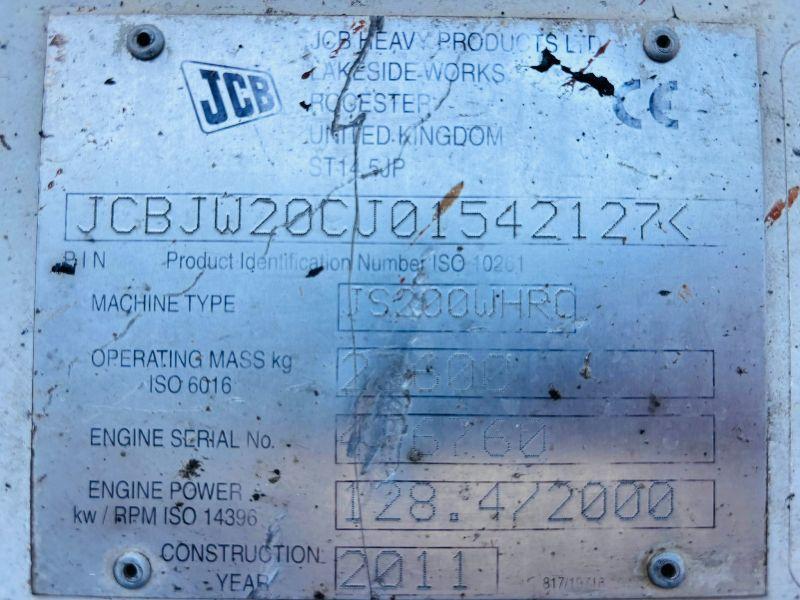 JCB
JCB HEAVY PRODUCTS LTD
LAKESIDE WORKS
ROCESTER
UNITED KINGDOM
ST14 5JP
CE
JCBJW20CJ01542127<
PIN Product Identification Number ISO 10261
MACHINE TYPE JS200WHRO
OPERATING MASS kg
ISO 6016
ENGINE SERIAL No.
ENGINE POWER 128.4/2000
kw / RPM ISO 14396
CONSTRUCTION
YEAR 2011